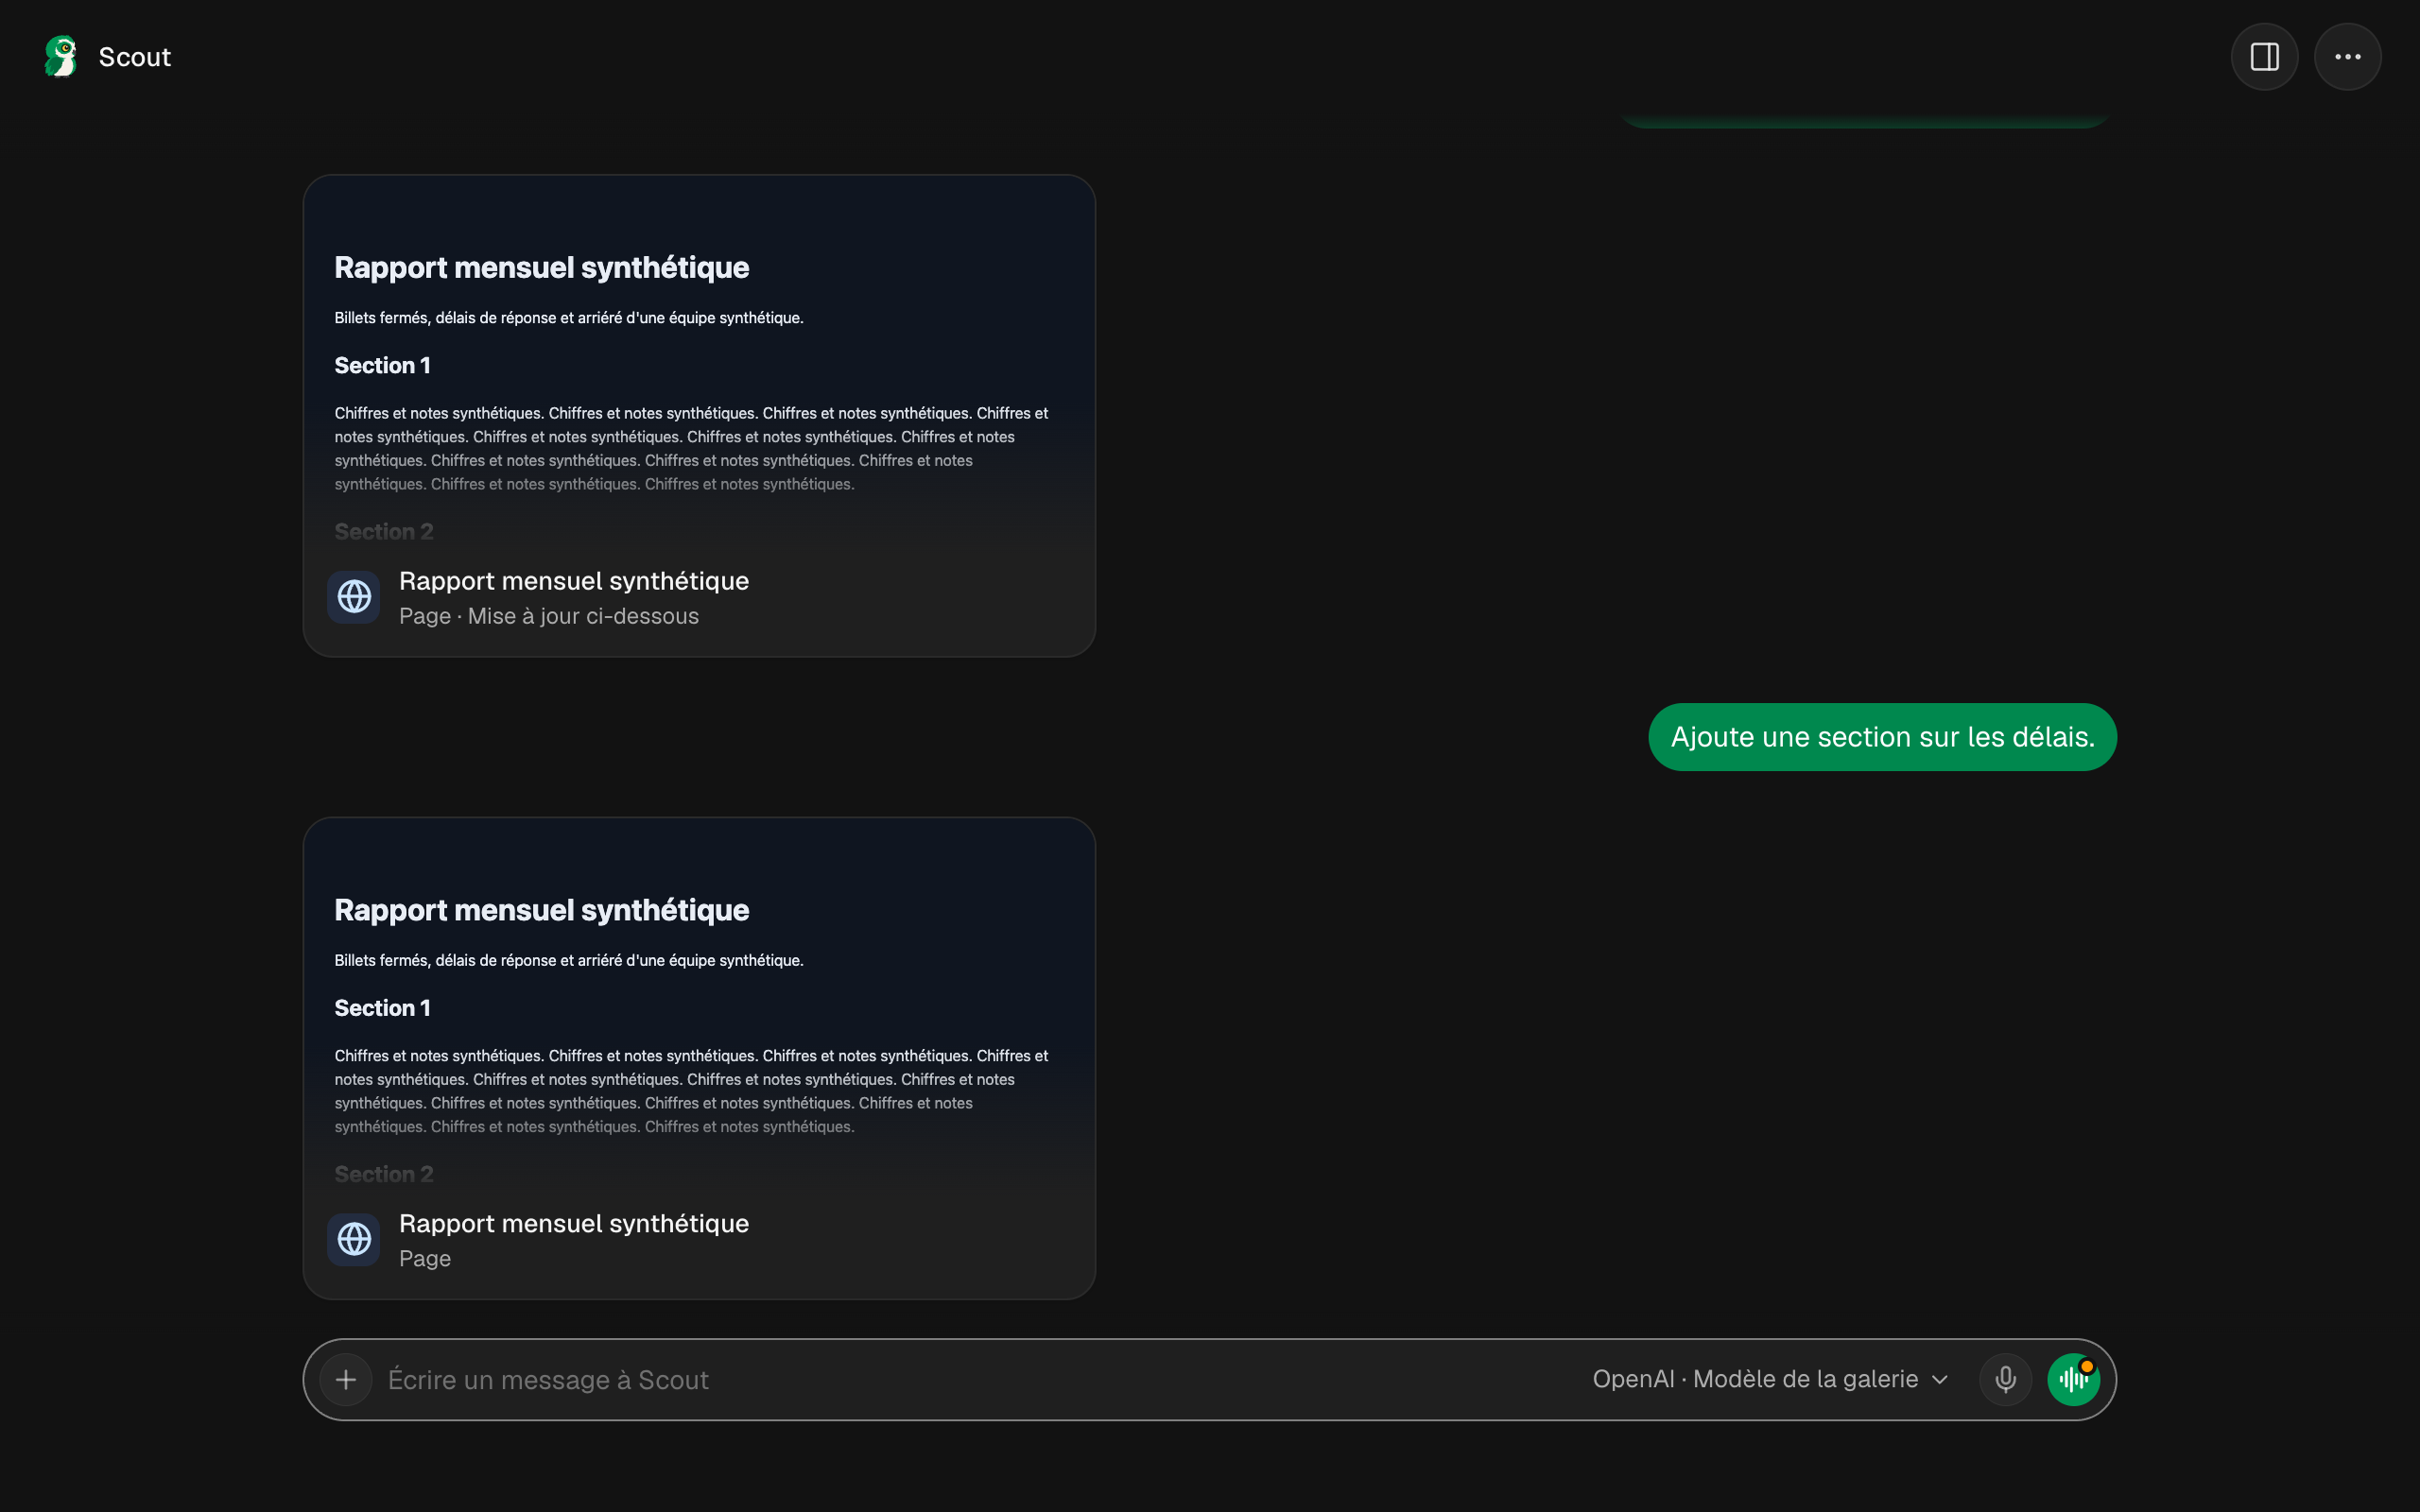 Scout
Rapport mensuel synthétique
Billets fermés, délais de réponse et arriéré d'une équipe synthétique.
Section 1
Chiffres et notes synthétiques. Chiffres et notes synthétiques. Chiffres et notes synthétiques. Chiffres et
notes synthétiques. Chiffres et notes synthétiques. Chiffres et notes synthétiques. Chiffres et notes
synthétiques. Chiffres et notes synthétiques. Chiffres et notes synthétiques. Chiffres et notes
synthétiques. Chiffres et notes synthétiques. Chiffres et notes synthétiques.
Section 2
Rapport mensuel synthétique
Page · Mise à jour ci-dessous
Ajoute une section sur les délais.
Rapport mensuel synthétique
Billets fermés, délais de réponse et arriéré d'une équipe synthétique.
Section 1
Chiffres et notes synthétiques. Chiffres et notes synthétiques. Chiffres et notes synthétiques. Chiffres et
notes synthétiques. Chiffres et notes synthétiques. Chiffres et notes synthétiques. Chiffres et notes
synthétiques. Chiffres et notes synthétiques. Chiffres et notes synthétiques. Chiffres et notes
synthétiques. Chiffres et notes synthétiques. Chiffres et notes synthétiques.
Section 2
Rapport mensuel synthétique
Page
Écrire un message à Scout
OpenAI · Modèle de la galerie